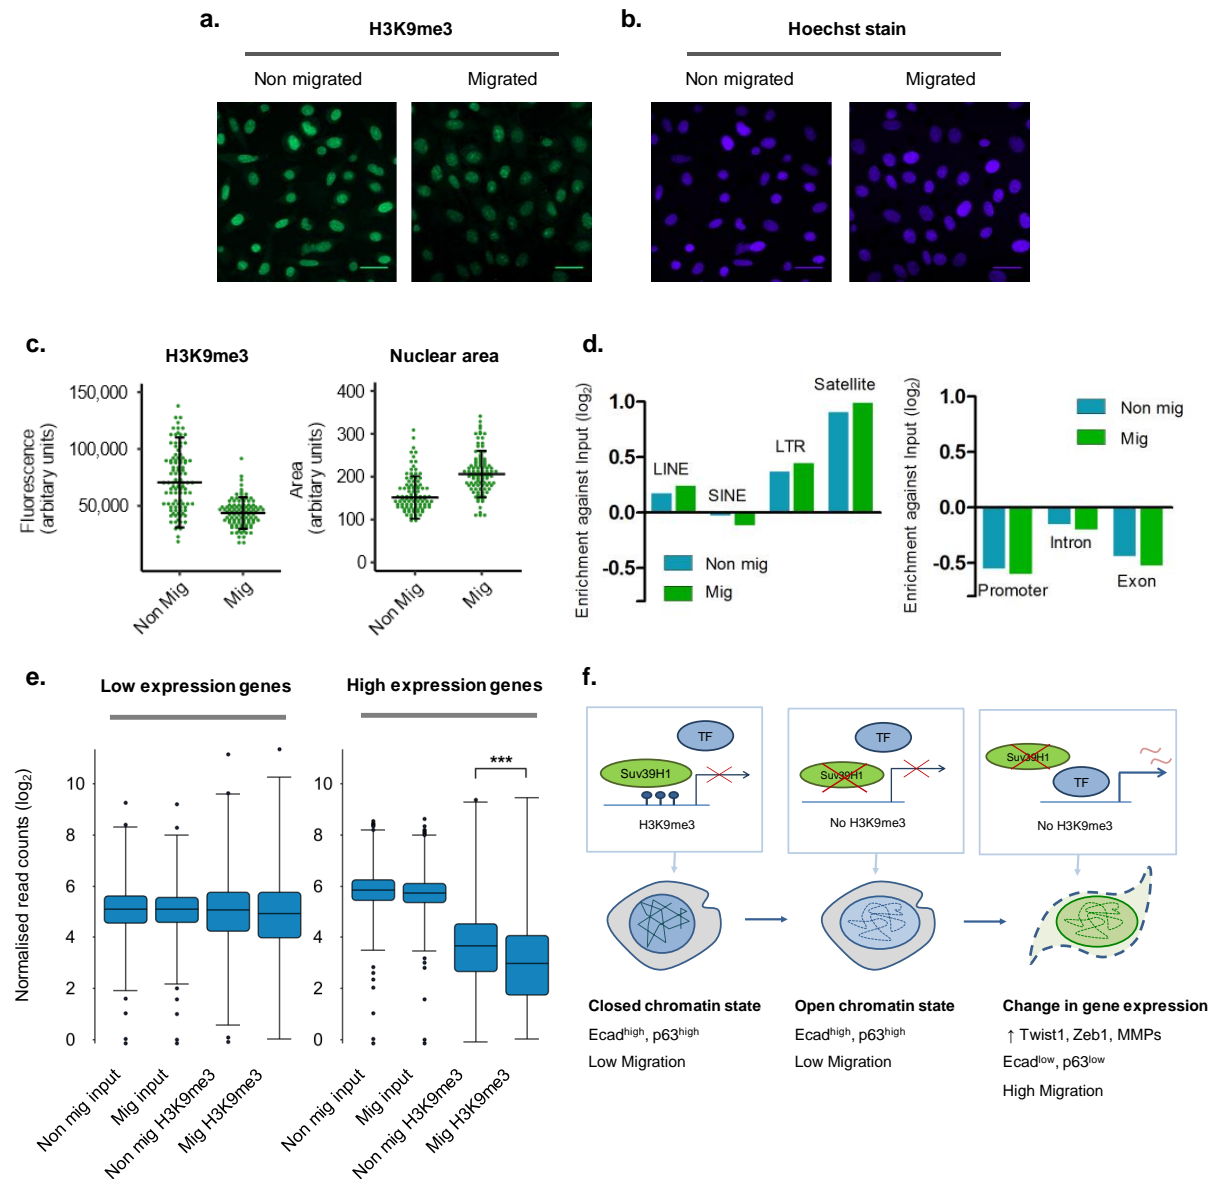 a.
H3K9me3
Non migrated
Migrated
b.
Hoechst stain
Non migrated
Migrated
c.
H3K9me3
150,000
100,000
50,000
Fluorescence
(arbitrary units)
Non Mig
Mig
Nuclear area
400
300
200
100
0
Area
(arbitary units)
Non Mig
Mig
d.
Enrichment against Input (log2)
1.0
0.5
0.0
-0.5
LINE
SINE
LTR
Satellite
Non mig
Mig
Enrichment against Input (log2)
1.0
0.5
0.0
-0.5
Non mig
Mig
Promoter
Intron
Exon
e.
Low expression genes
High expression genes
Normalised read counts (log2)
10
8
6
4
2
0
Non mig input
Mig input
Non mig H3K9me3
Mig H3K9me3
10
8
6
4
2
0
***
Non mig input
Mig input
Non mig H3K9me3
Mig H3K9me3
f.
TF
Suv39H1
H3K9me3
TF
Suv39H1
No H3K9me3
Suv39H1
TF
No H3K9me3
Closed chromatin state
Ecadhigh, p63high
Low Migration
Open chromatin state
Ecadhigh, p63high
Low Migration
Change in gene expression
↑ Twist1, Zeb1, MMPs
Ecadlow, p63low
High Migration